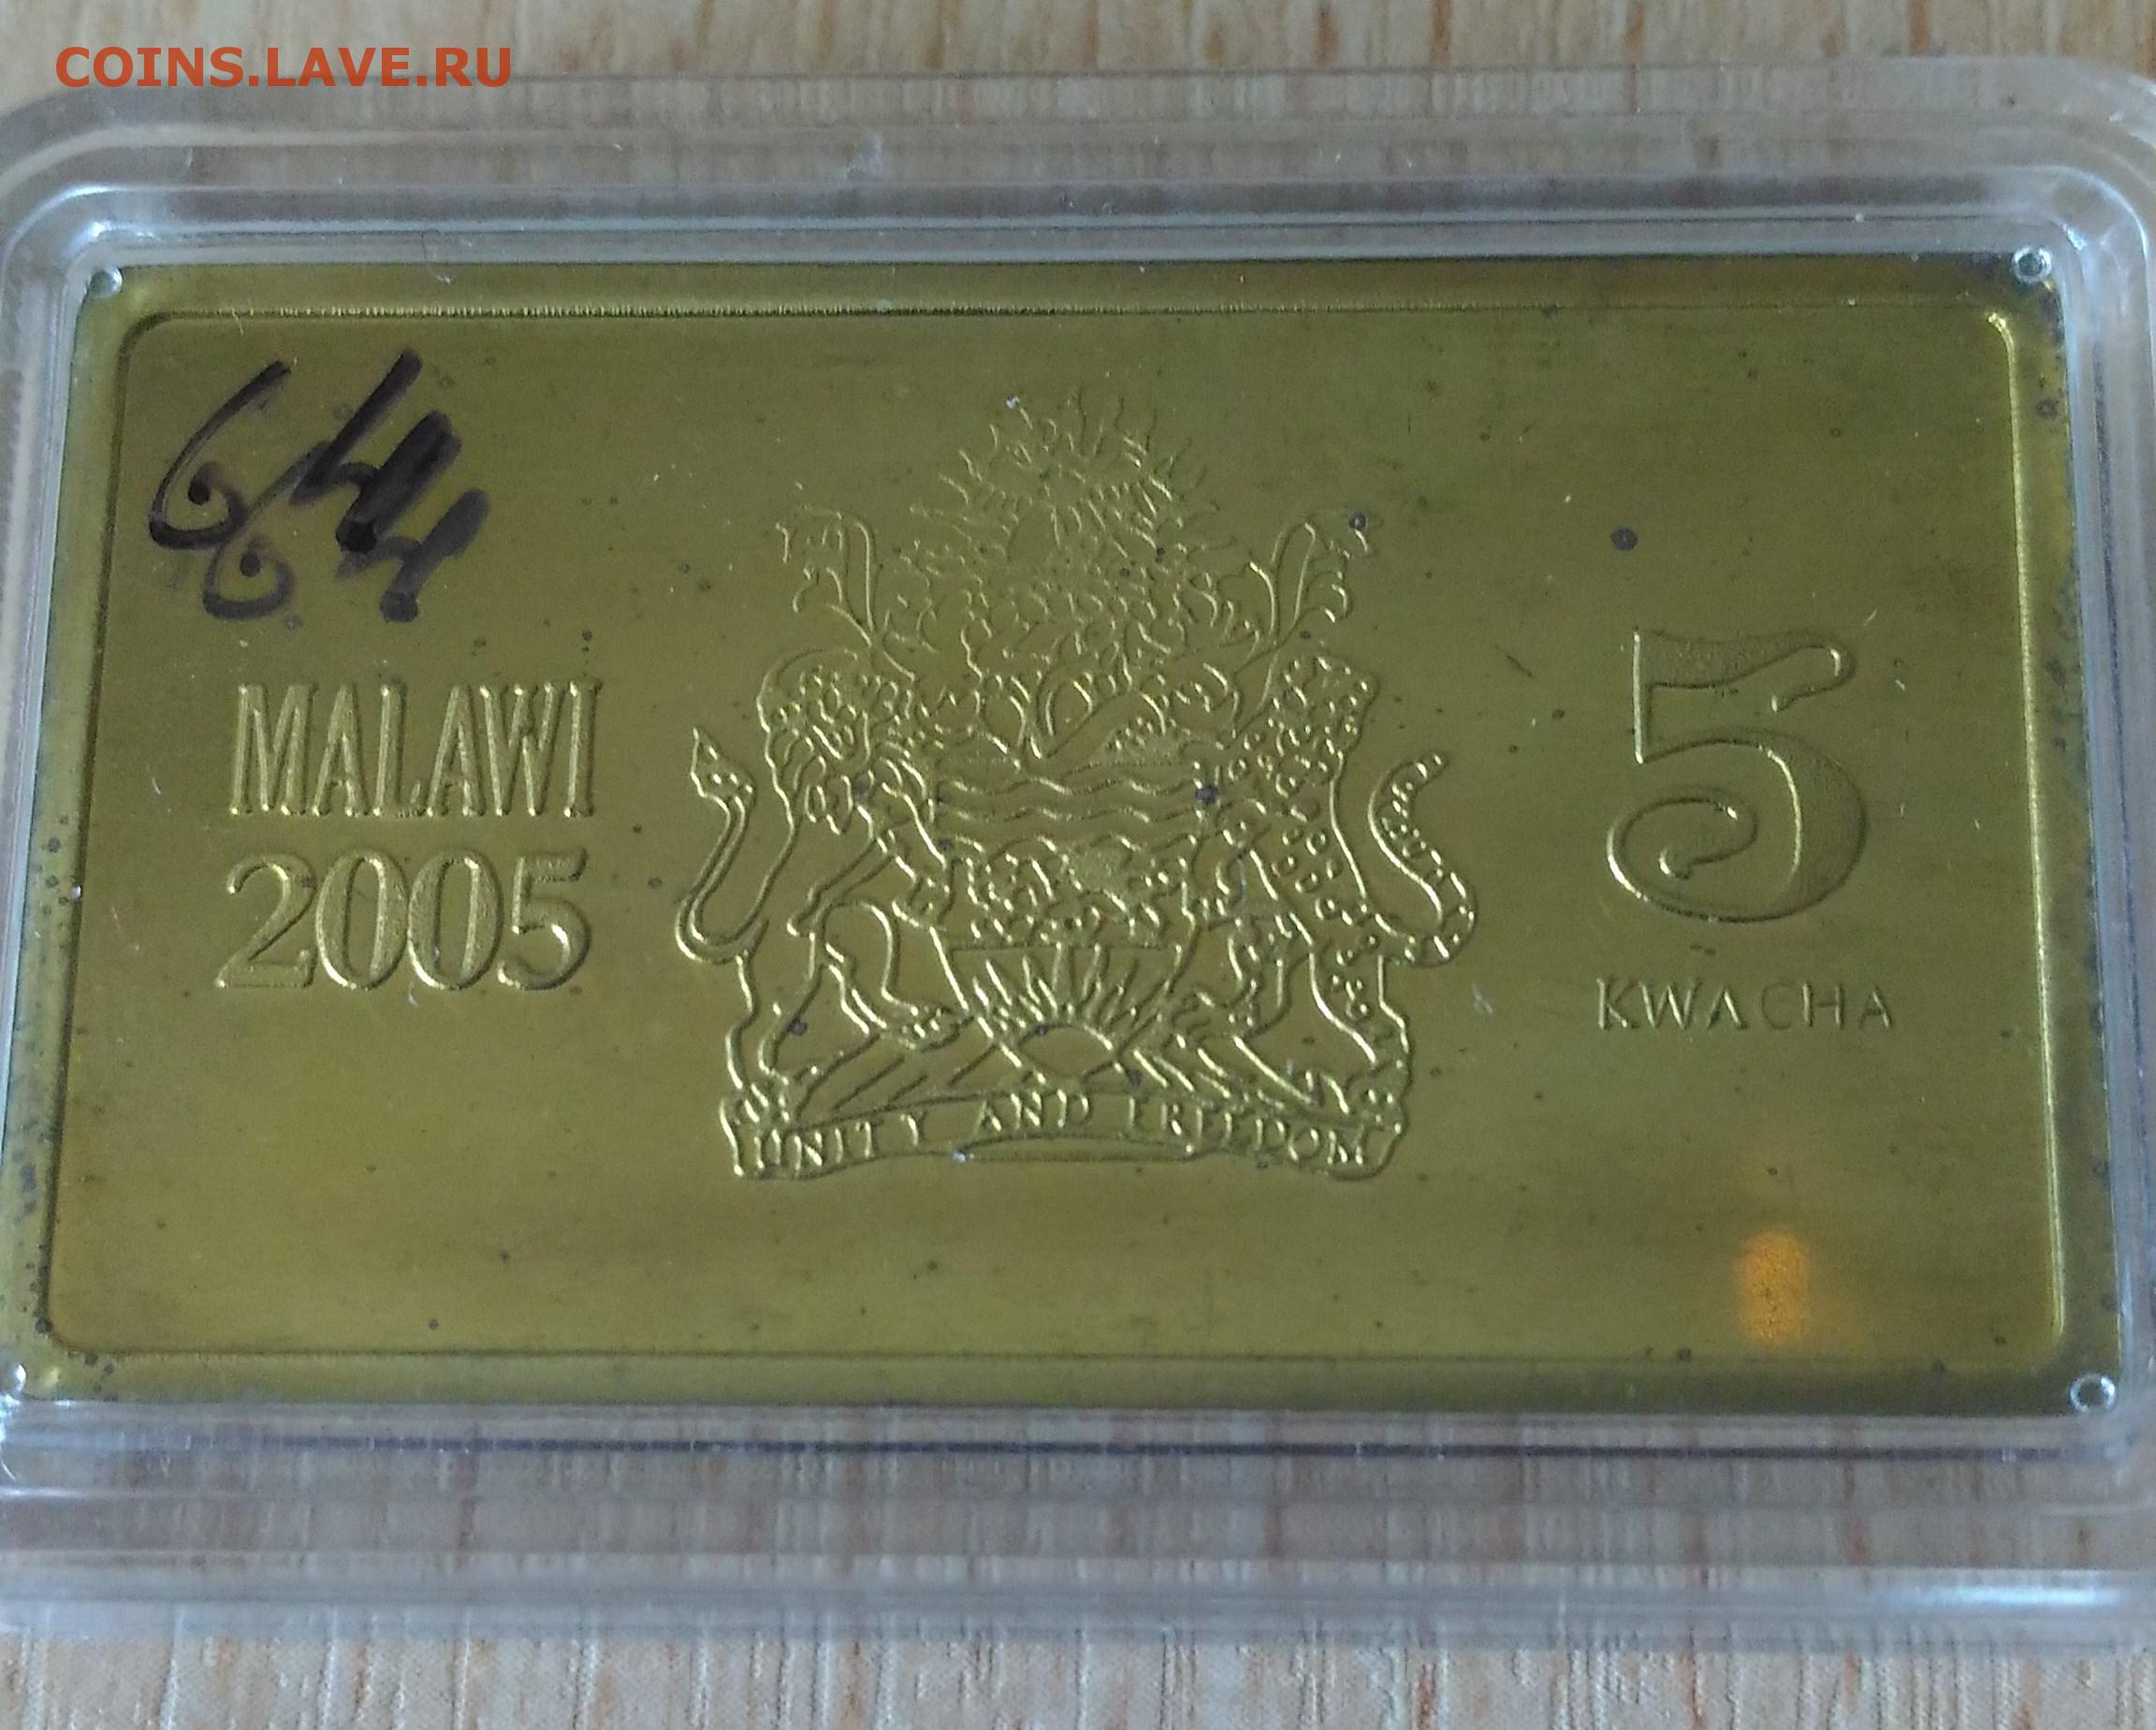 COINS.LAVE.RU
MALAWI
2005
5
KWACHA
UNITY AND FREEDOM